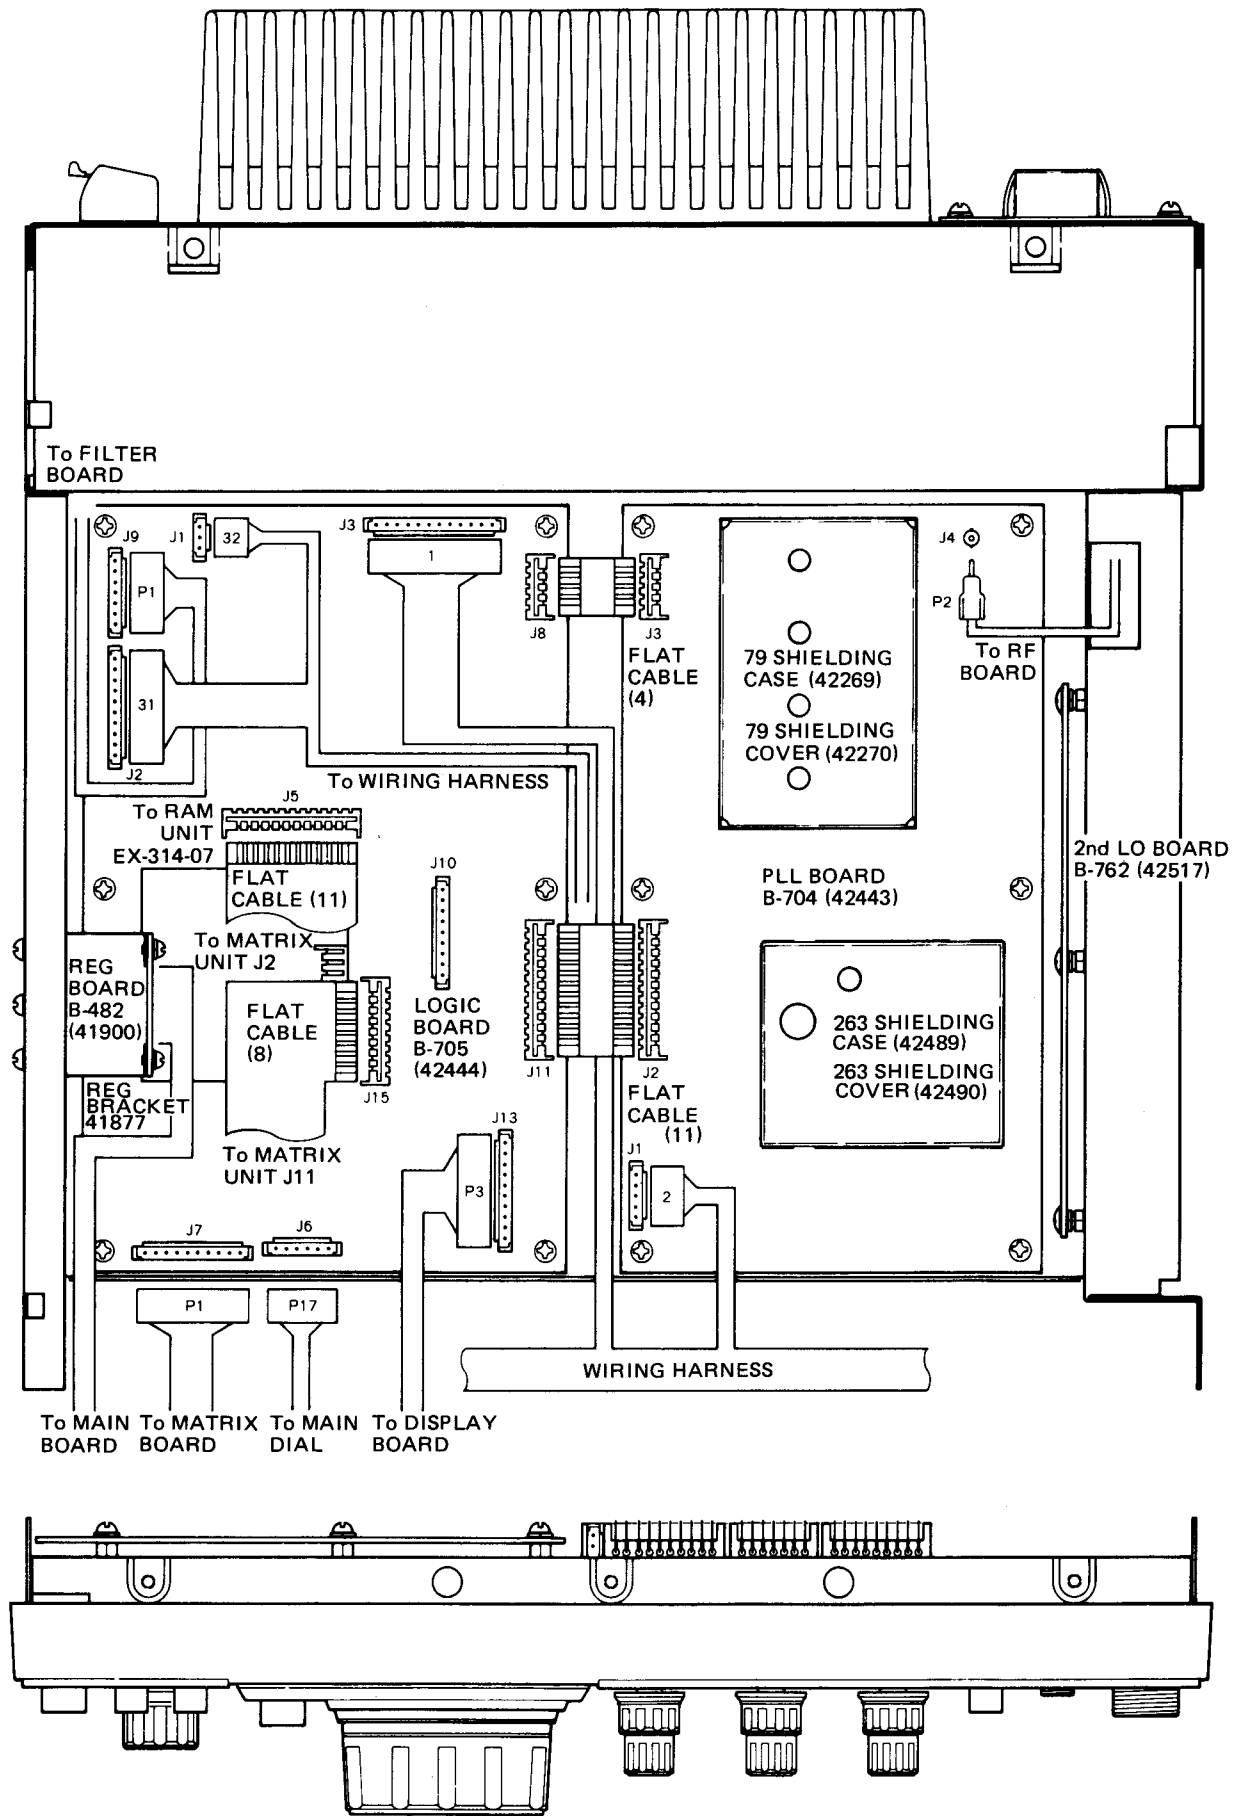 To FILTER
BOARD
J9
P1
J1
32
J3
1
J8
J3
FLAT
CABLE
(4)
J4
P2
To RF
BOARD
79 SHIELDING
CASE (42269)
79 SHIELDING
COVER (42270)
31
J2
To WIRING HARNESS
To RAM
UNIT
EX-314-07
J5
FLAT
CABLE (11)
J10
To MATRIX
UNIT J2
PLL BOARD
B-704 (42443)
2nd LO BOARD
B-762 (42517)
REG
BOARD
B-482
(41900)
FLAT
CABLE
(8)
LOGIC
BOARD
B-705
(42444)
263 SHIELDING
CASE (42489)
263 SHIELDING
COVER (42490)
J11
J2
J15
REG
BRACKET
41877
FLAT
CABLE
(11)
To MATRIX
UNIT J11
J13
P3
J1
2
J7
J6
P1
P17
WIRING HARNESS
To MAIN
BOARD
To MATRIX
BOARD
To MAIN
DIAL
To DISPLAY
BOARD